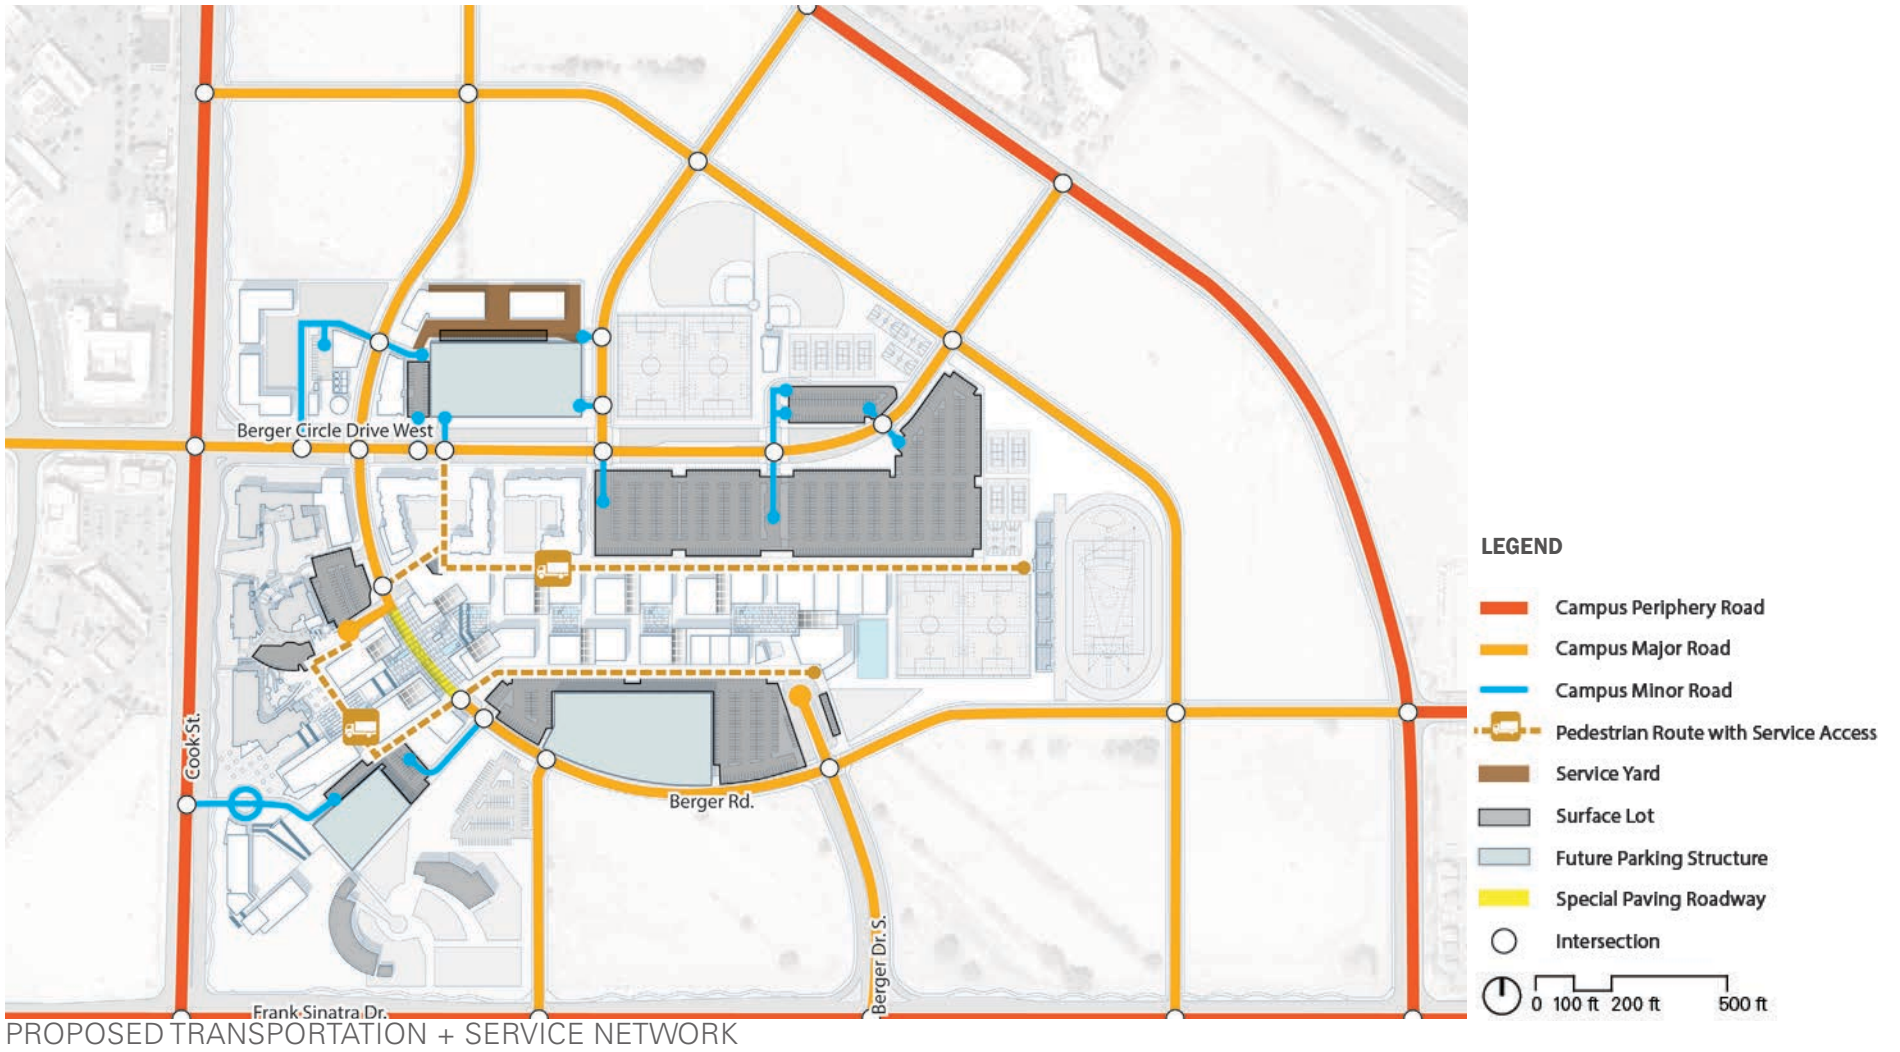 Berger Circle Drive West
Cook St.
Berger Rd.
Berger Dr. S.
Frank Sinatra Dr.
LEGEND
Campus Periphery Road
Campus Major Road
Campus Minor Road
Pedestrian Route with Service Access
Service Yard
Surface Lot
Future Parking Structure
Special Paving Roadway
Intersection
0 100 ft 200 ft 500 ft
PROPOSED TRANSPORTATION + SERVICE NETWORK